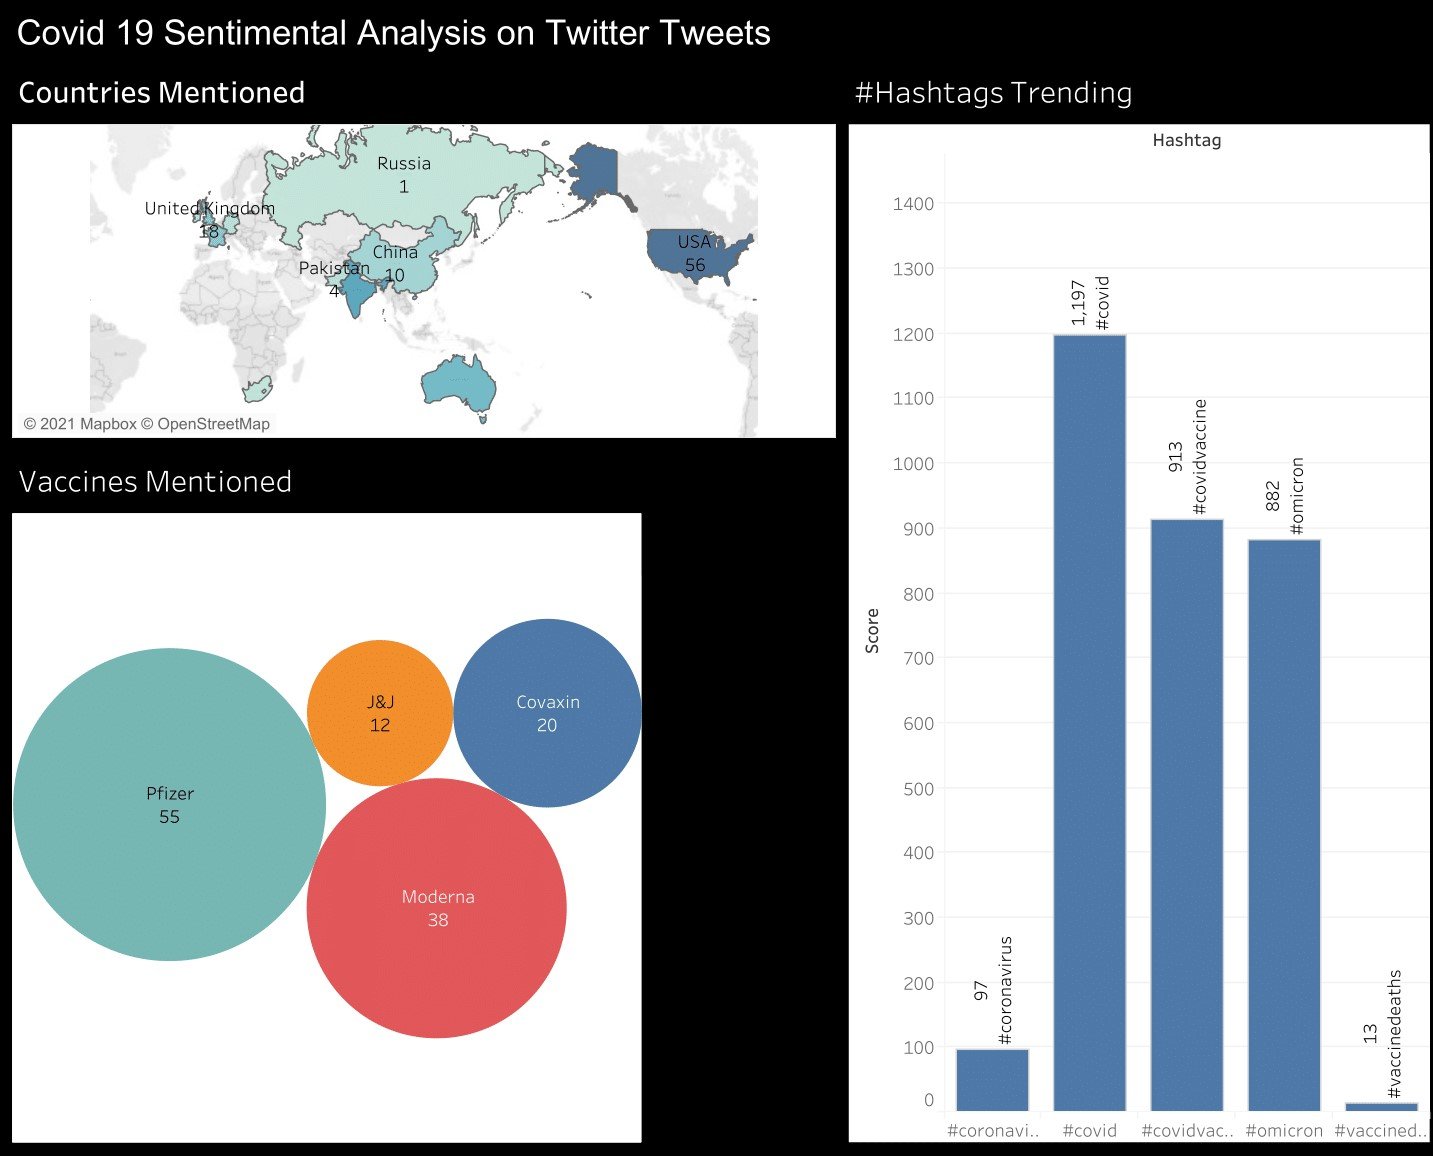 Covid 19 Sentimental Analysis on Twitter Tweets
Countries Mentioned
Russia
1
United Kingdom
18
China
10
Pakistan
4
USA
56
© 2021 Mapbox © OpenStreetMap
Vaccines Mentioned
Pfizer
55
J&J
12
Covaxin
20
Moderna
38
#Hashtags Trending
Hashtag
Score
1400
1300
1200
1100
1000
900
800
700
600
500
400
300
200
100
0
97
#coronavirus
1,197
#covid
913
#covidvaccine
882
#omicron
13
#vaccinedeaths
#coronavi..
#covid
#covidvac..
#omicron
#vaccined..